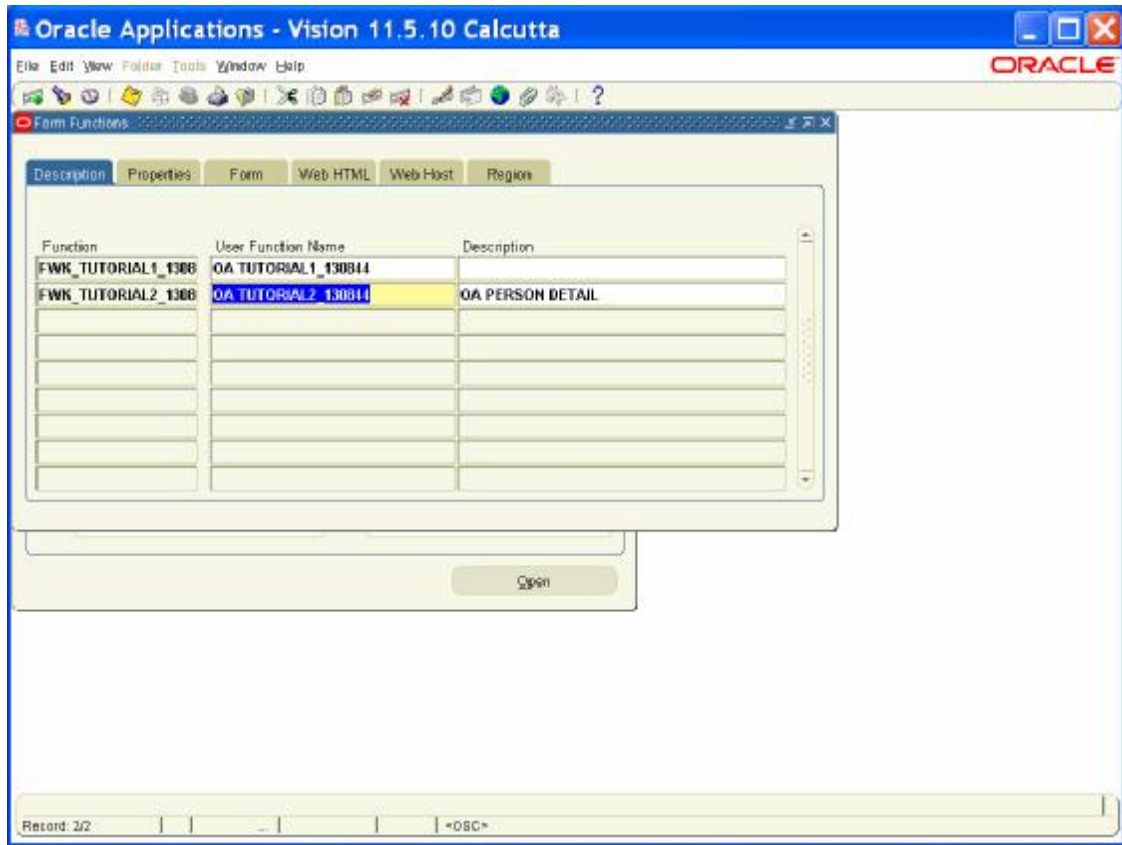 Oracle Applications - Vision 11.5.10 Calcutta
File Edit View Folder Tools Window Help
ORACLE
Form Functions
Description Properties Form Web HTML Web Host Region
Function User Function Name Description
FWK_TUTORIAL1_1308 OA TUTORIAL1_130844
FWK_TUTORIAL2_1308 OA TUTORIAL2_130844 OA PERSON DETAIL
Open
Record: 2/2 ... <OSC>